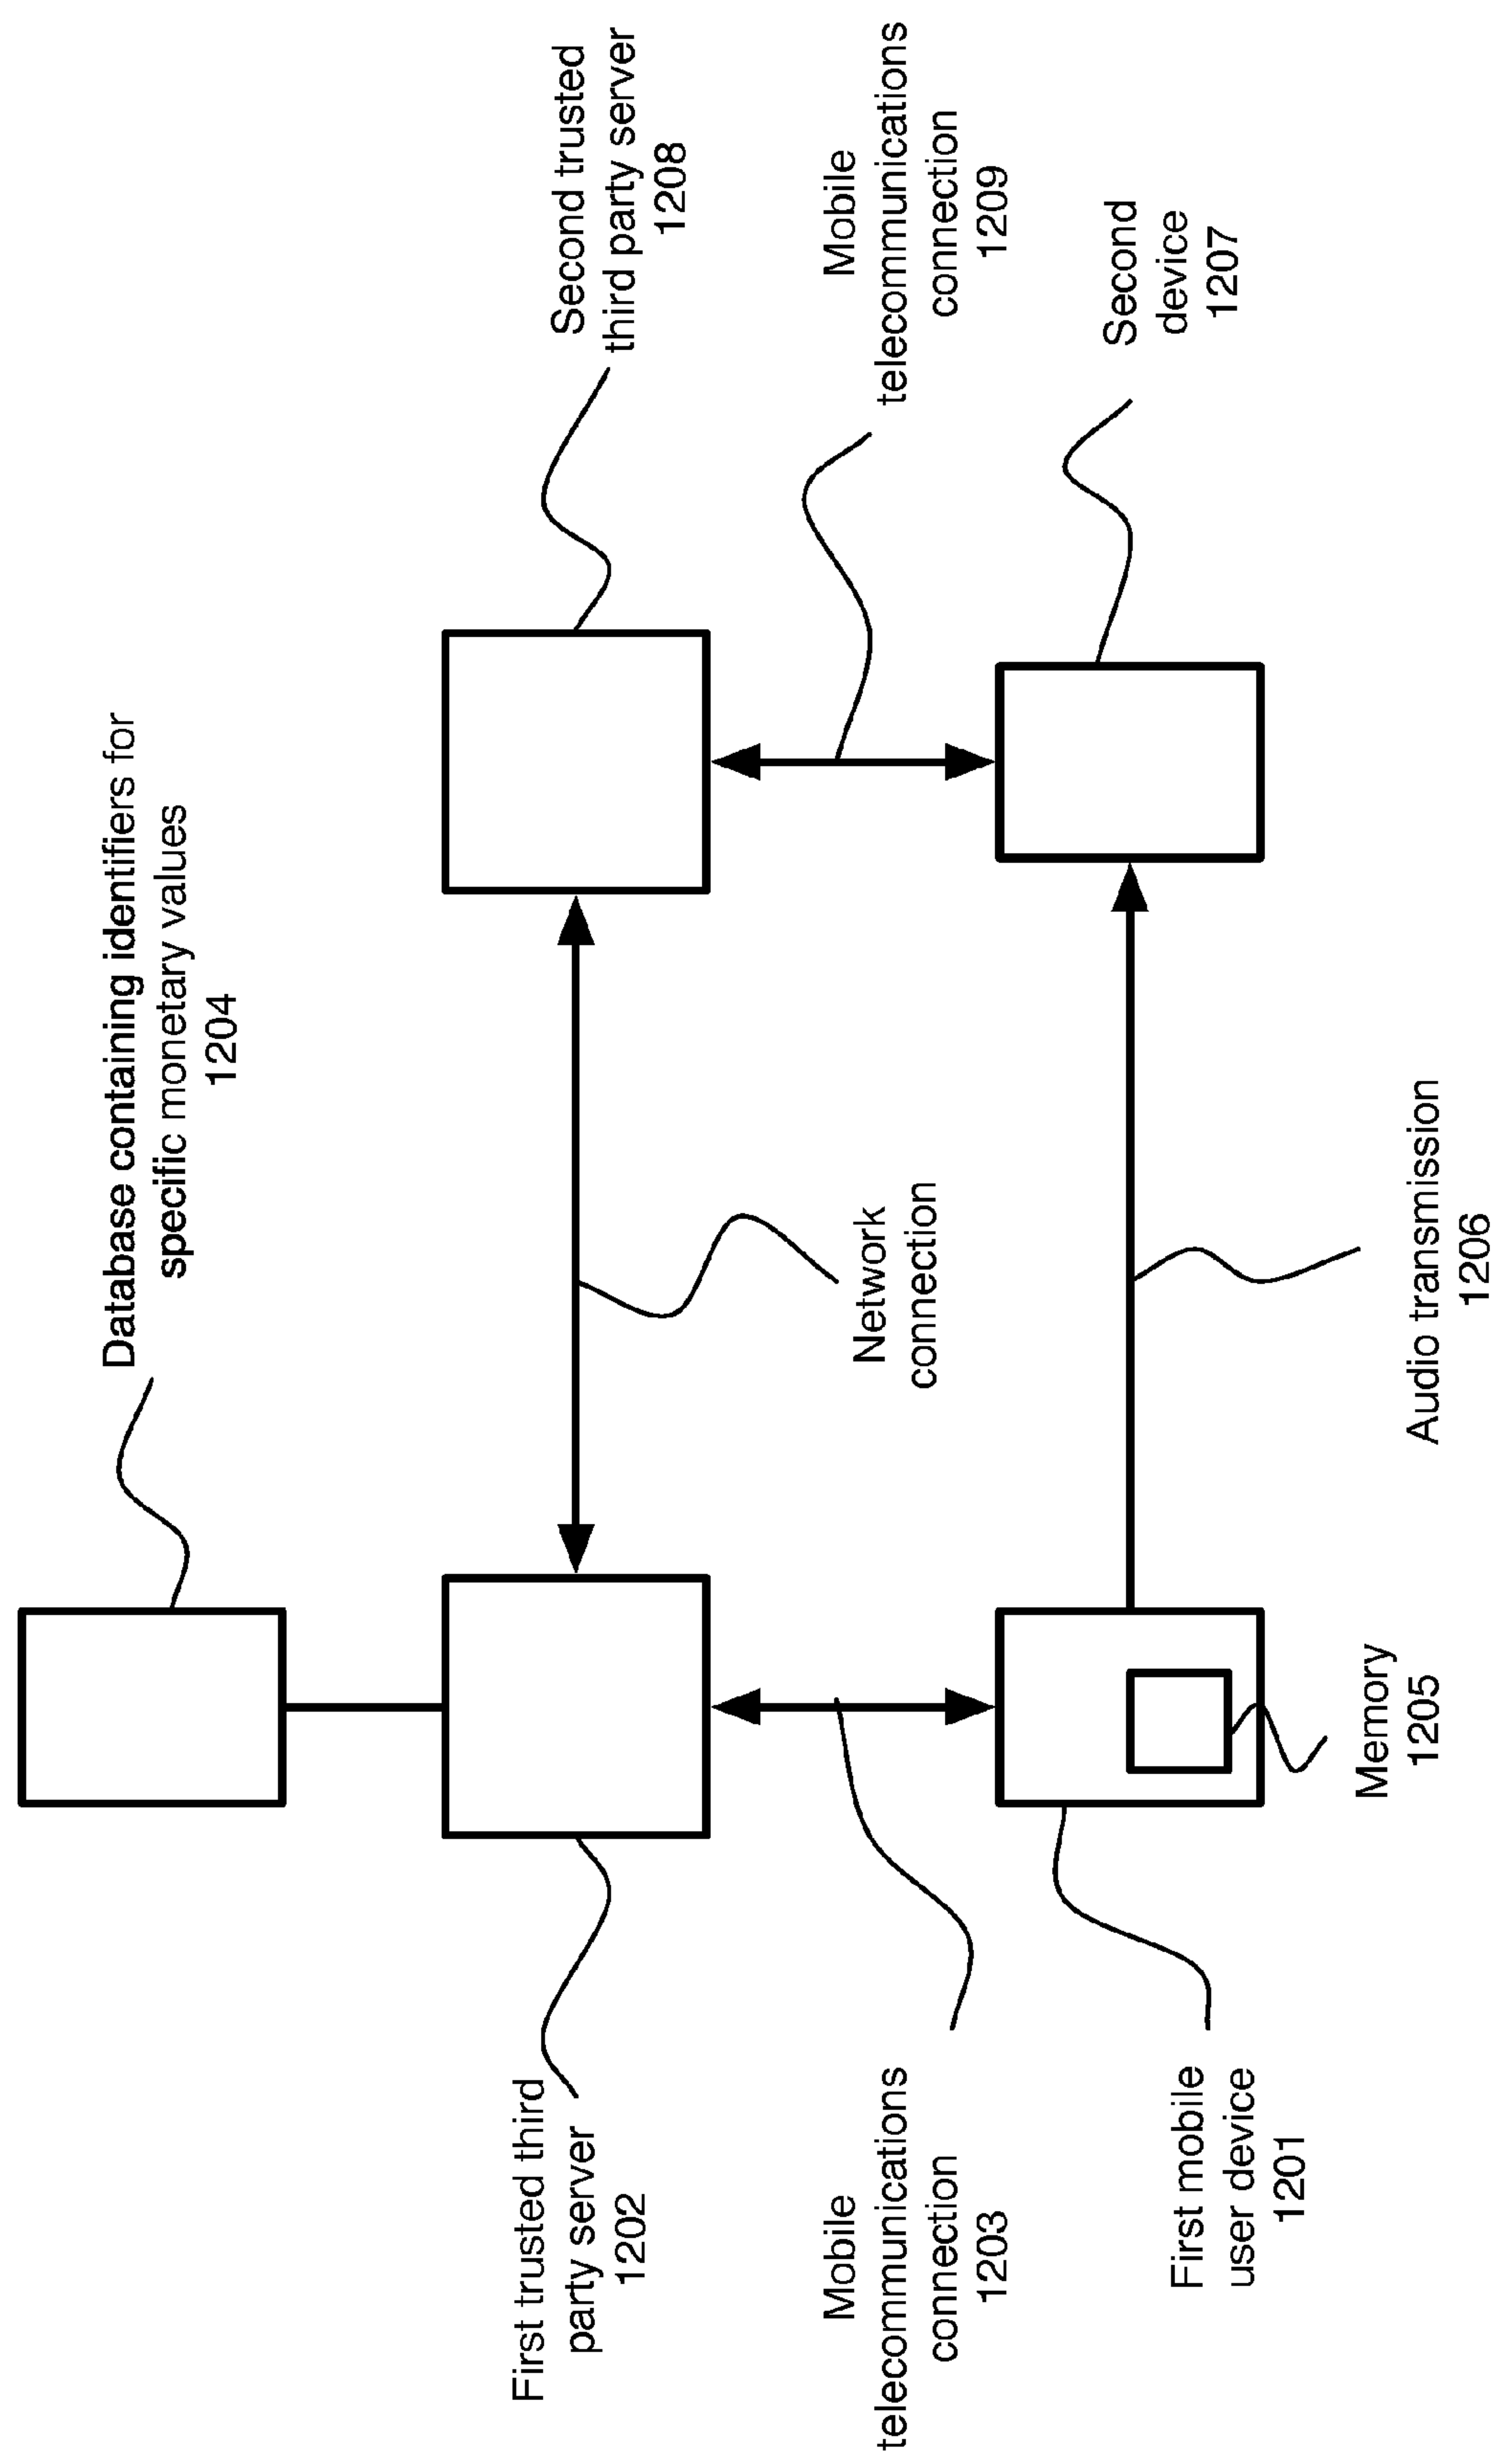 Database containing identifiers for
specific monetary values
1204
First trusted third
party server
1202
Second trusted
third party server
1208
Network
connection
Mobile
telecommunications
connection
1203
Mobile
telecommunications
connection
1209
First mobile
user device
1201
Second
device
1207
Memory
1205
Audio transmission
1206